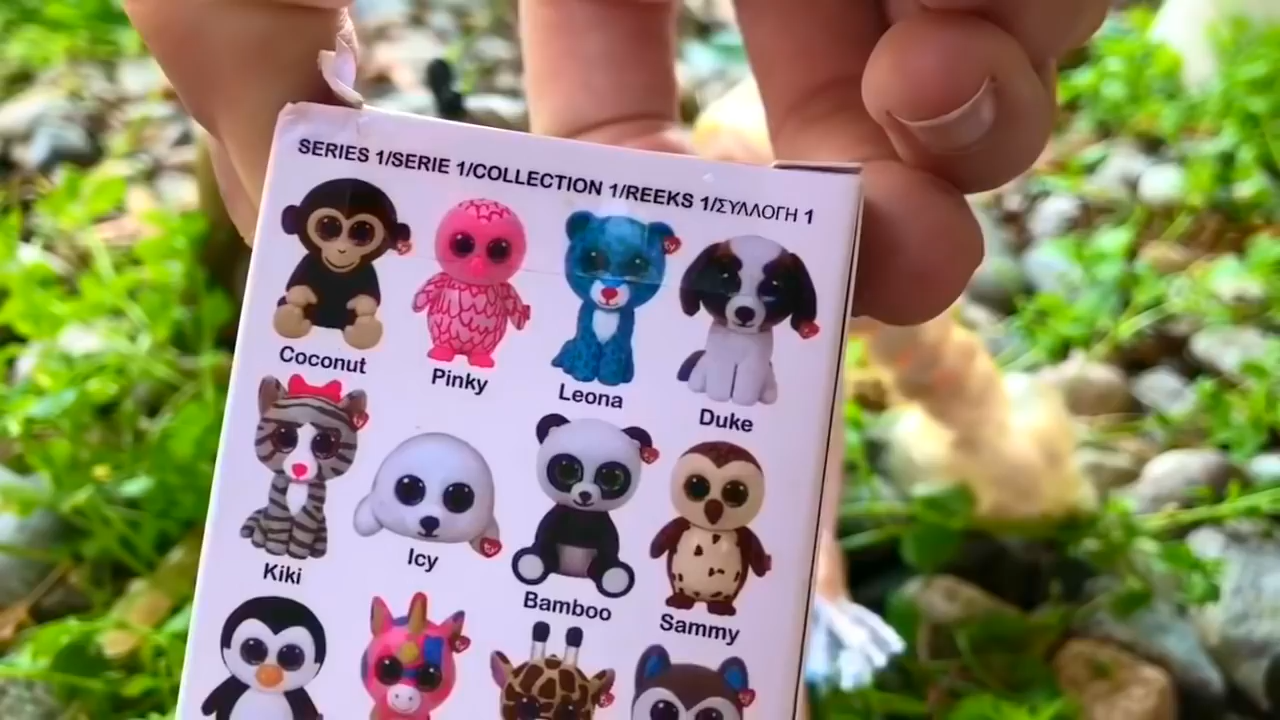 SERIES 1/SERIE 1/COLLECTION 1/REEKS 1/ΣΥΛΛΟΓΗ 1
Coconut Pinky Leona Duke
Kiki Icy Bamboo Sammy